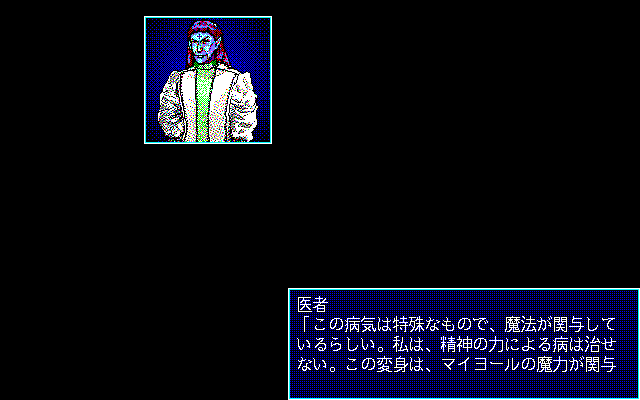 医者
「この病気は特殊なもので、魔法が関与して
いるらしい。私は、精神の力による病は治せ
ない。この変身は、マイヨールの魔力が関与